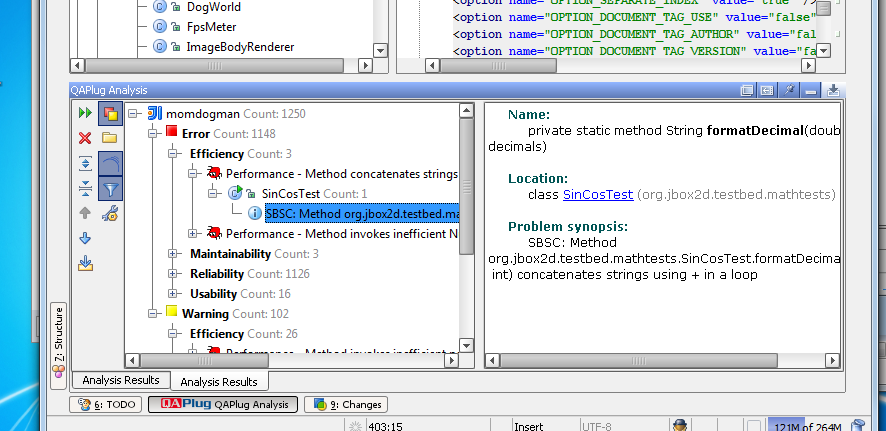 DogWorld
FpsMeter
ImageBodyRenderer
<option name="OPTION_SEPARATE_INDEX" value="true" />
<option name="OPTION_DOCUMENT_TAG_USE" value="false"
<option name="OPTION_DOCUMENT_TAG_AUTHOR" value="fal
<option name="OPTION_DOCUMENT_TAG_VERSION" value="fa
QAPlug Analysis
momdogman Count: 1250
Error Count: 1148
Efficiency Count: 3
Performance - Method concatenates strings
SinCosTest Count: 1
SBSC: Method org.jbox2d.testbed.ma
Performance - Method invokes inefficient N
Maintainability Count: 3
Reliability Count: 1126
Usability Count: 16
Warning Count: 102
Efficiency Count: 26
Performance - Method invokes inefficient
Name:
private static method String formatDecimal(doub
decimals)
Location:
class SinCosTest (org.jbox2d.testbed.mathtests)
Problem synopsis:
SBSC: Method
org.jbox2d.testbed.mathtests.SinCosTest.formatDecima
int) concatenates strings using + in a loop
Z: Structure
Analysis Results
Analysis Results
6: TODO
QAPlug QAPlug Analysis
9: Changes
403:15
Insert
UTF-8
121M of 264M